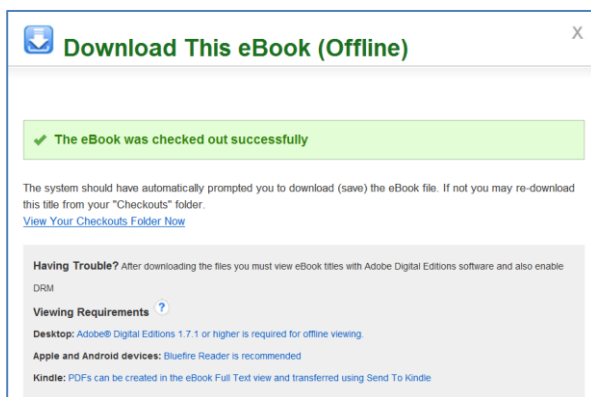 X
Download This eBook (Offline)
The eBook was checked out successfully
The system should have automatically prompted you to download (save) the eBook file. If not you may re-download
this title from your "Checkouts" folder.
View Your Checkouts Folder Now
Having Trouble? After downloading the files you must view eBook titles with Adobe Digital Editions software and also enable
DRM
Viewing Requirements ?
Desktop: Adobe® Digital Editions 1.7.1 or higher is required for offline viewing.
Apple and Android devices: Bluefire Reader is recommended
Kindle: PDFs can be created in the eBook Full Text view and transferred using Send To Kindle